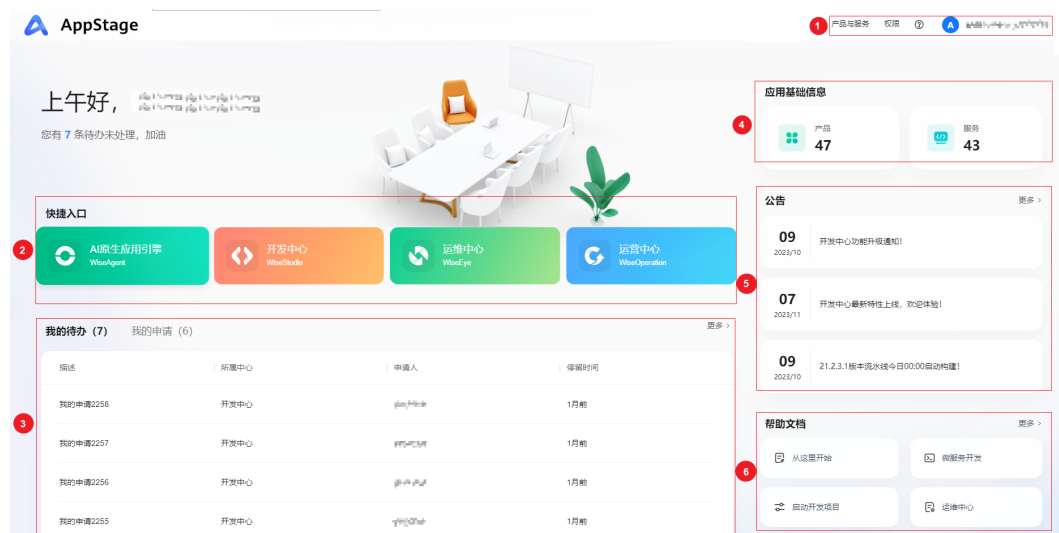 AppStage
1
产品与服务 权限 A
上午好，
您有 7 条待办未处理，加油
应用基础信息
4
产品
47
服务
43
快捷入口
2
AI原生应用引擎
WiseAgent
开发中心
WiseStudio
运维中心
WiseEye
运营中心
WiseOperation
公告 更多 >
5
09
2023/10
开发中心功能升级通知!
07
2023/11
开发中心最新特性上线，欢迎体验!
09
2023/10
21.2.3.1版本流水线今日00:00启动构建!
我的待办（7） 我的申请（6） 更多 >
3
描述 所属中心 申请人 停留时间
我的申请2258 开发中心 1月前
我的申请2257 开发中心 1月前
我的申请2256 开发中心 1月前
我的申请2255 开发中心 1月前
帮助文档 更多 >
6
从这里开始 微服务开发
启动开发项目 运维中心